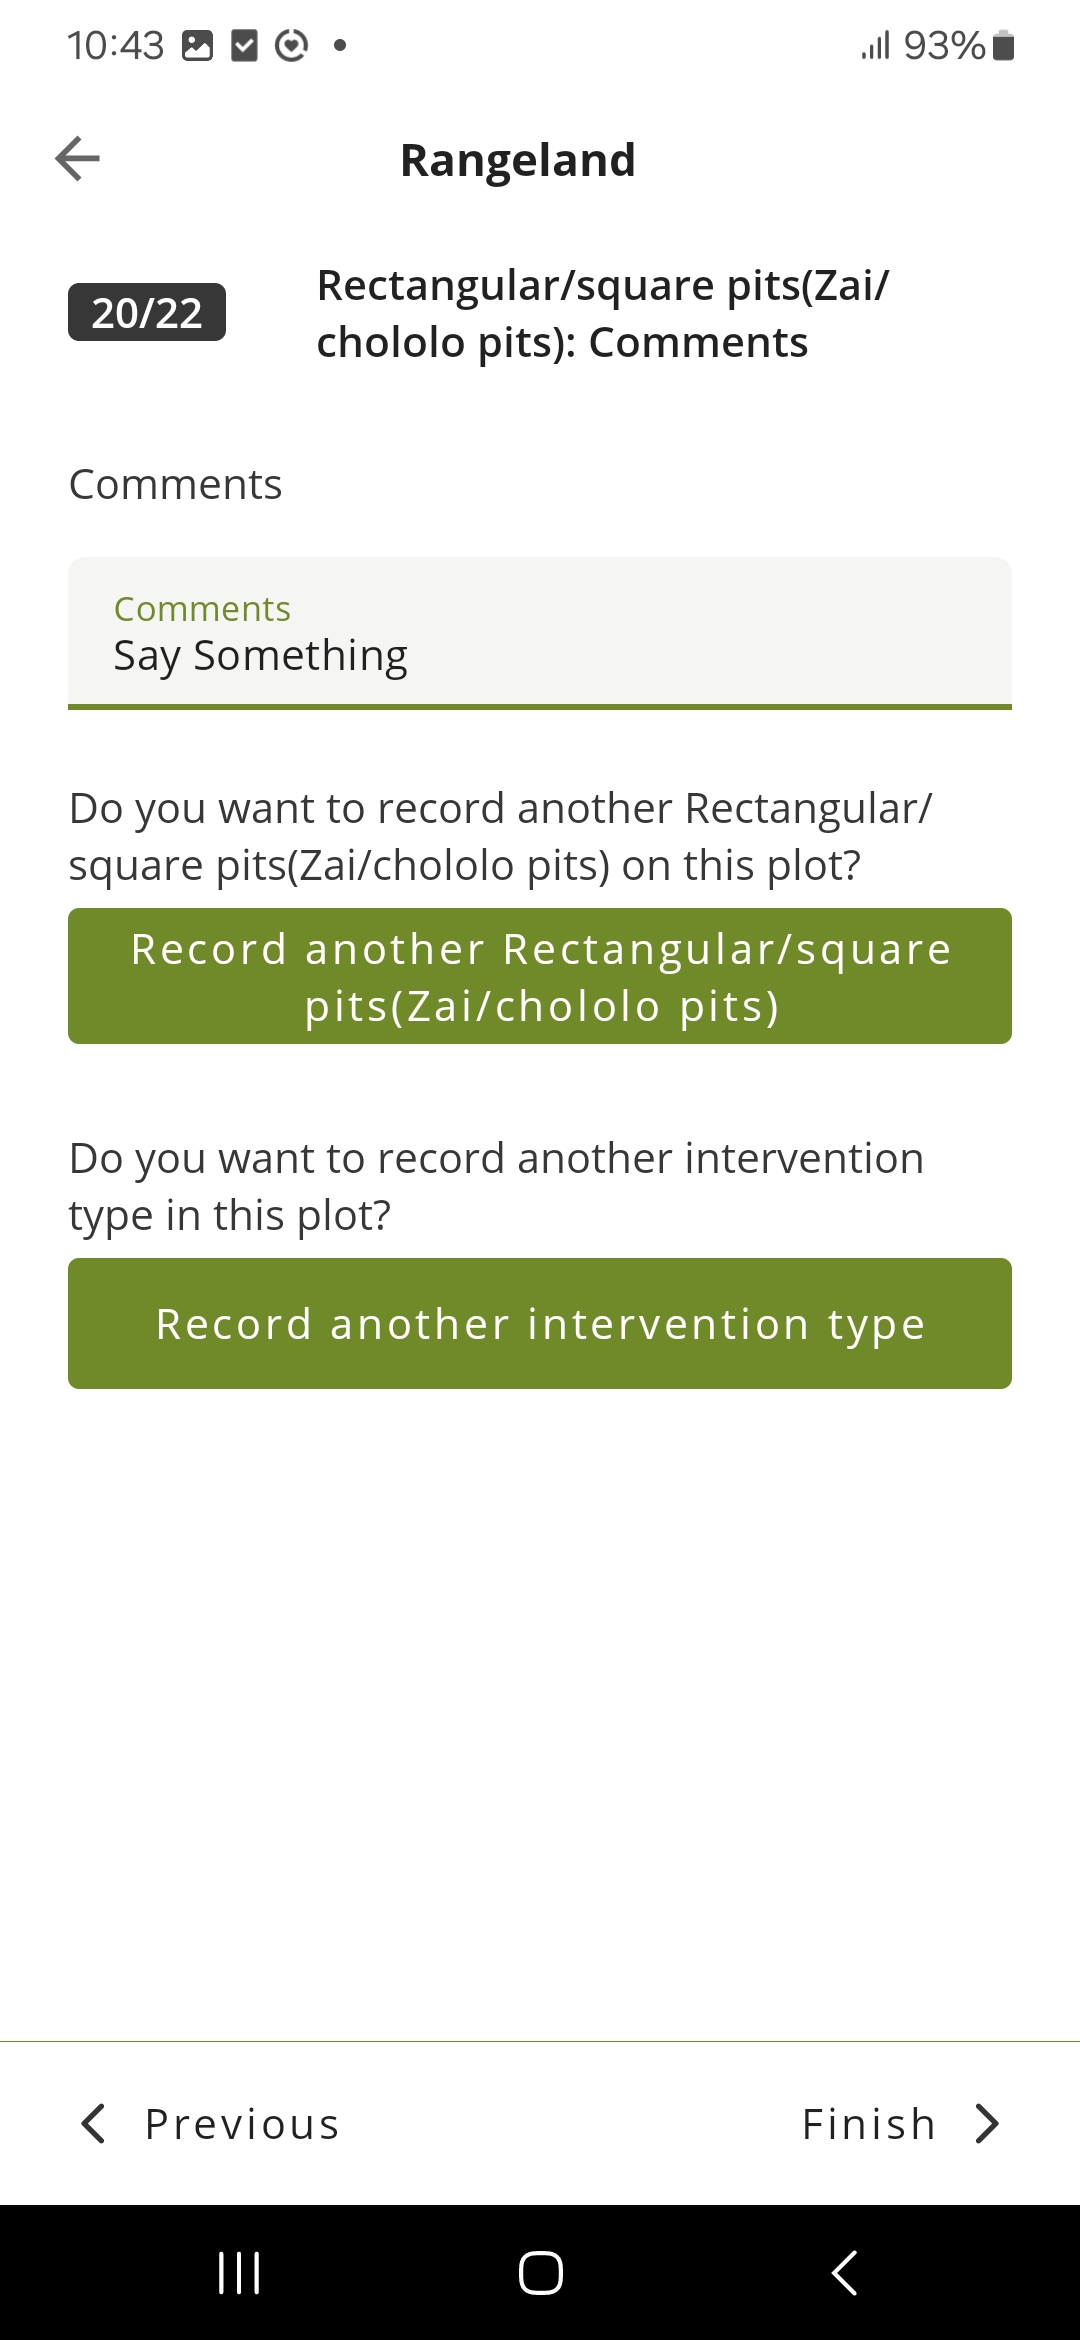 10:43
93%
Rangeland
20/22
Rectangular/square pits(Zai/
chololo pits): Comments
Comments
Comments
Say Something
Do you want to record another Rectangular/
square pits(Zai/chololo pits) on this plot?
Record another Rectangular/square
pits(Zai/chololo pits)
Do you want to record another intervention
type in this plot?
Record another intervention type
Previous
Finish